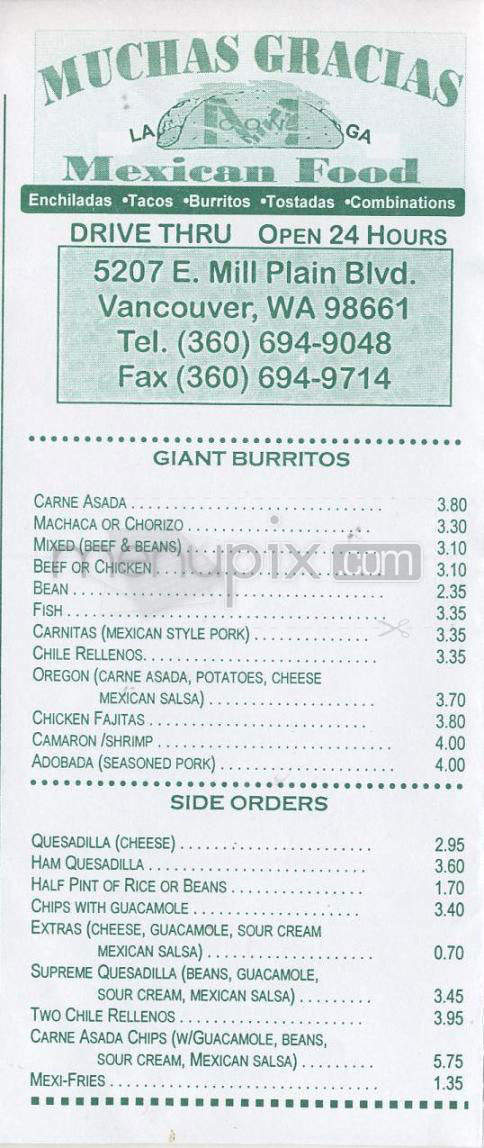 MUCHAS GRACIAS
Mexican Food
Enchiladas •Tacos •Burritos •Tostadas •Combinations
DRIVE THRU OPEN 24 HOURS
5207 E. Mill Plain Blvd.
Vancouver, WA 98661
Tel. (360) 694-9048
Fax (360) 694-9714
GIANT BURRITOS
CARNE ASADA 3.80
MACHACA OR CHORIZO 3.30
MIXED (BEEF & BEANS) 3.10
BEEF OR CHICKEN 3.10
BEAN 2.35
FISH 3.35
CARNITAS (MEXICAN STYLE PORK) 3.35
CHILE RELLENOS 3.35
OREGON (CARNE ASADA, POTATOES, CHEESE
MEXICAN SALSA) 3.70
CHICKEN FAJITAS 3.80
CAMARON /SHRIMP 4.00
ADOBADA (SEASONED PORK) 4.00
menupix.com
SIDE ORDERS
QUESADILLA (CHEESE) 2.95
HAM QUESADILLA 3.60
HALF PINT OF RICE OR BEANS 1.70
CHIPS WITH GUACAMOLE 3.40
EXTRAS (CHEESE, GUACAMOLE, SOUR CREAM
MEXICAN SALSA) 0.70
SUPREME QUESADILLA (BEANS, GUACAMOLE,
SOUR CREAM, MEXICAN SALSA) 3.45
TWO CHILE RELLENOS 3.95
CARNE ASADA CHIPS (W/GUACAMOLE, BEANS,
SOUR CREAM, MEXICAN SALSA) 5.75
MEXI-FRIES 1.35